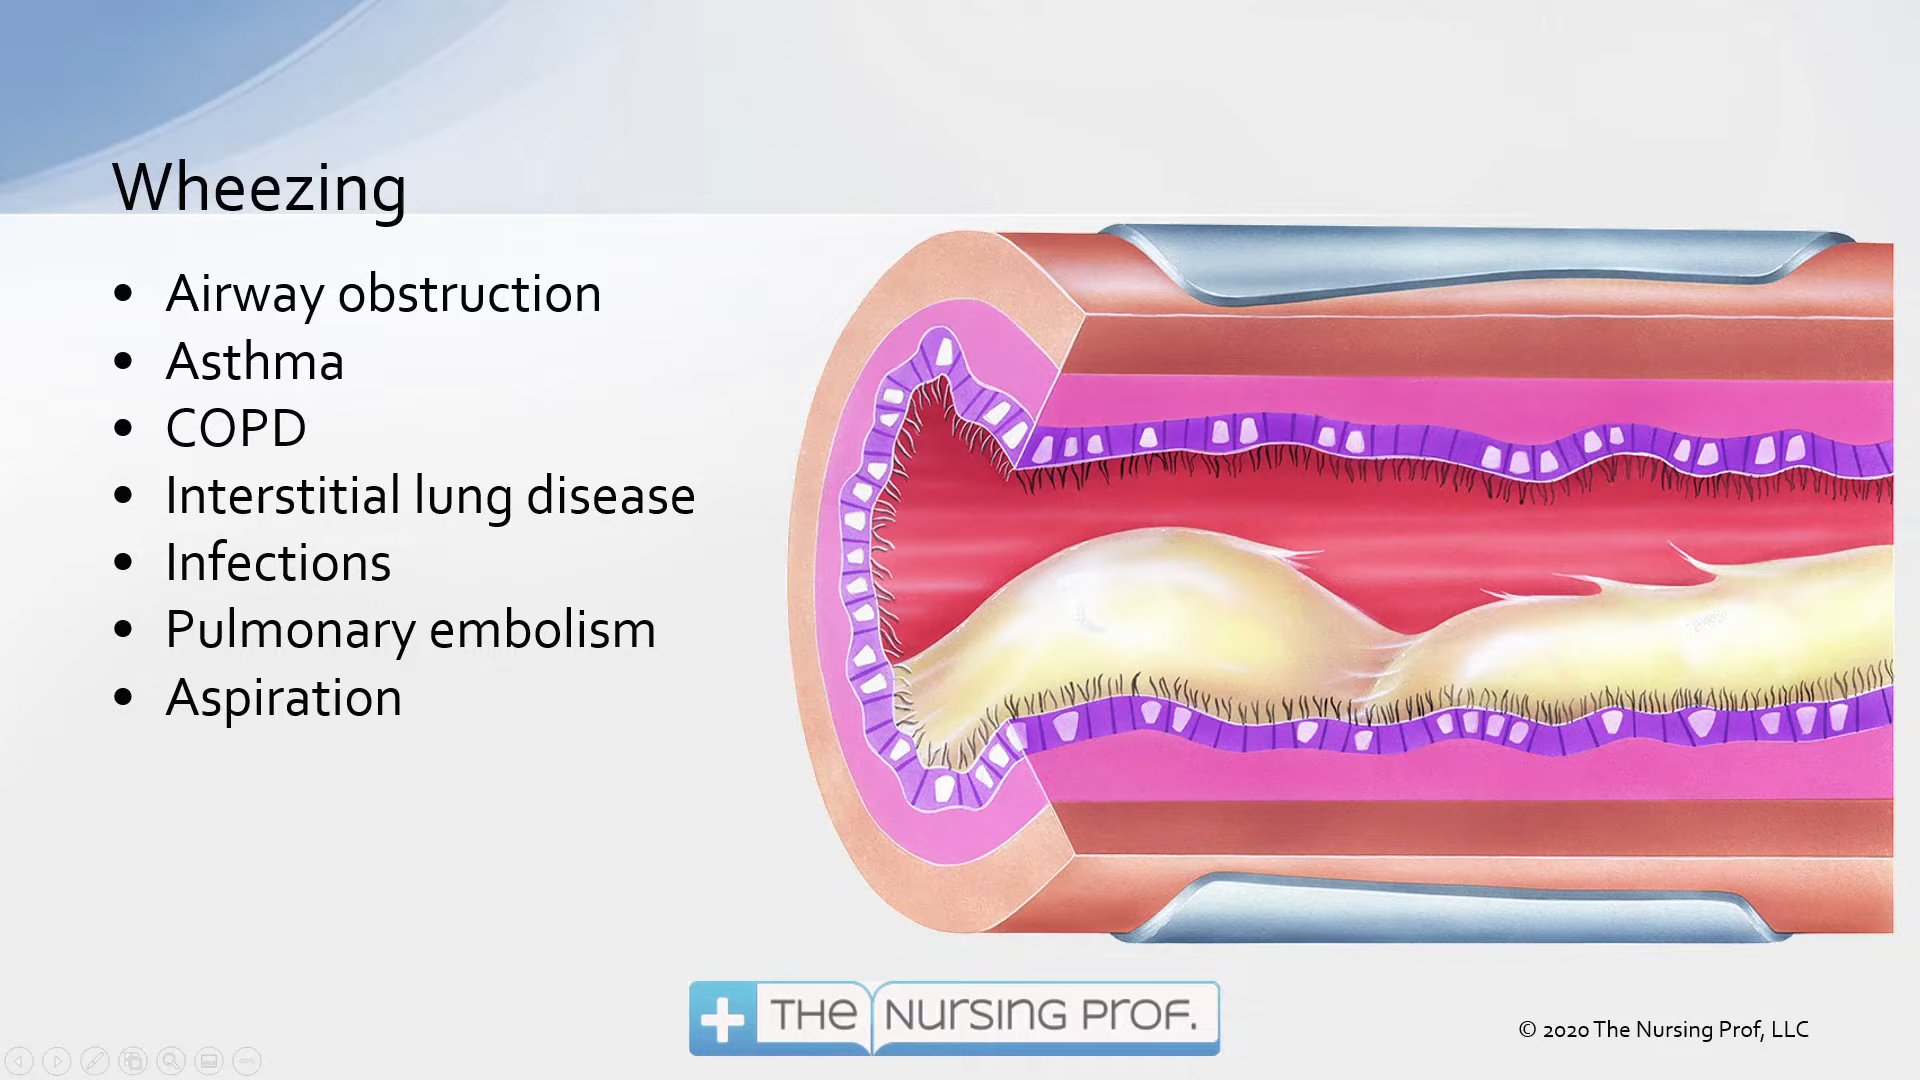 Wheezing
• Airway obstruction
• Asthma
• COPD
• Interstitial lung disease
• Infections
• Pulmonary embolism
• Aspiration
THE NURSING PROF.
© 2020 The Nursing Prof, LLC